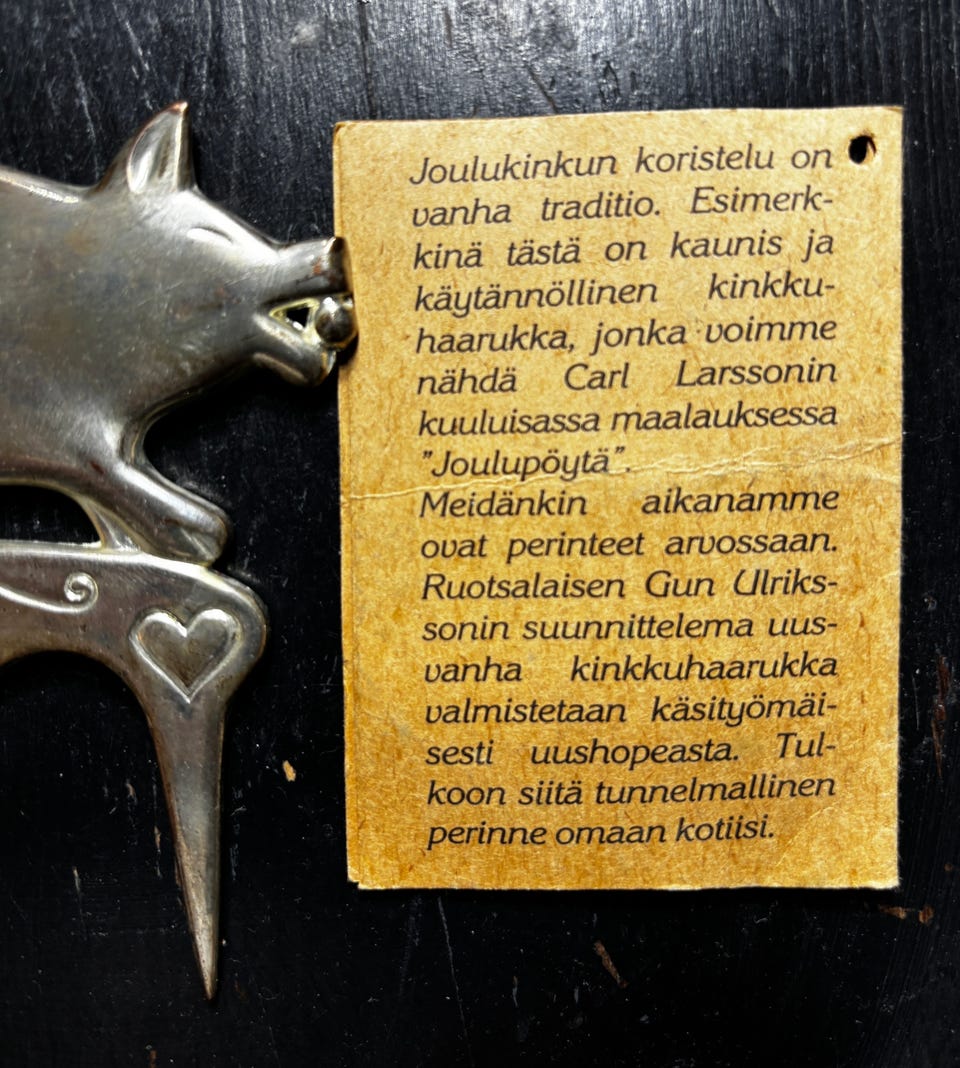 Joulukinkun koristelu on
vanha traditio. Esimerk-
kinä tästä on kaunis ja
käytännöllinen kinkku-
haarukka, jonka voimme
nähdä Carl Larssonin
kuuluisassa maalauksessa
”Joulupöytä”.
Meidänkin aikanamme
ovat perinteet arvossaan.
Ruotsalaisen Gun Ulriks-
sonin suunnittelema uus-
vanha kinkkuhaarukka
valmistetaan käsityömäi-
sesti uushopeasta. Tul-
koon siitä tunnelmallinen
perinne omaan kotiisi.